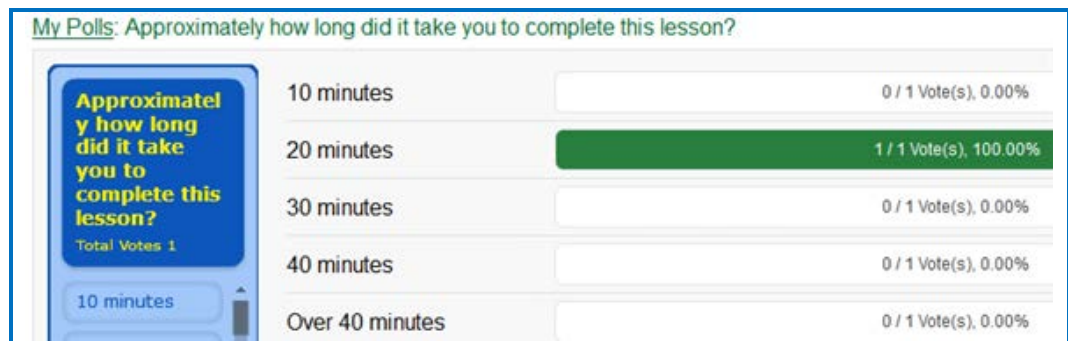 My Polls: Approximately how long did it take you to complete this lesson?
Approximatel
y how long
did it take
you to
complete this
lesson?
Total Votes 1
10 minutes
10 minutes 0 / 1 Vote(s), 0.00%
20 minutes 1 / 1 Vote(s), 100.00%
30 minutes 0 / 1 Vote(s), 0.00%
40 minutes 0 / 1 Vote(s), 0.00%
Over 40 minutes 0 / 1 Vote(s), 0.00%